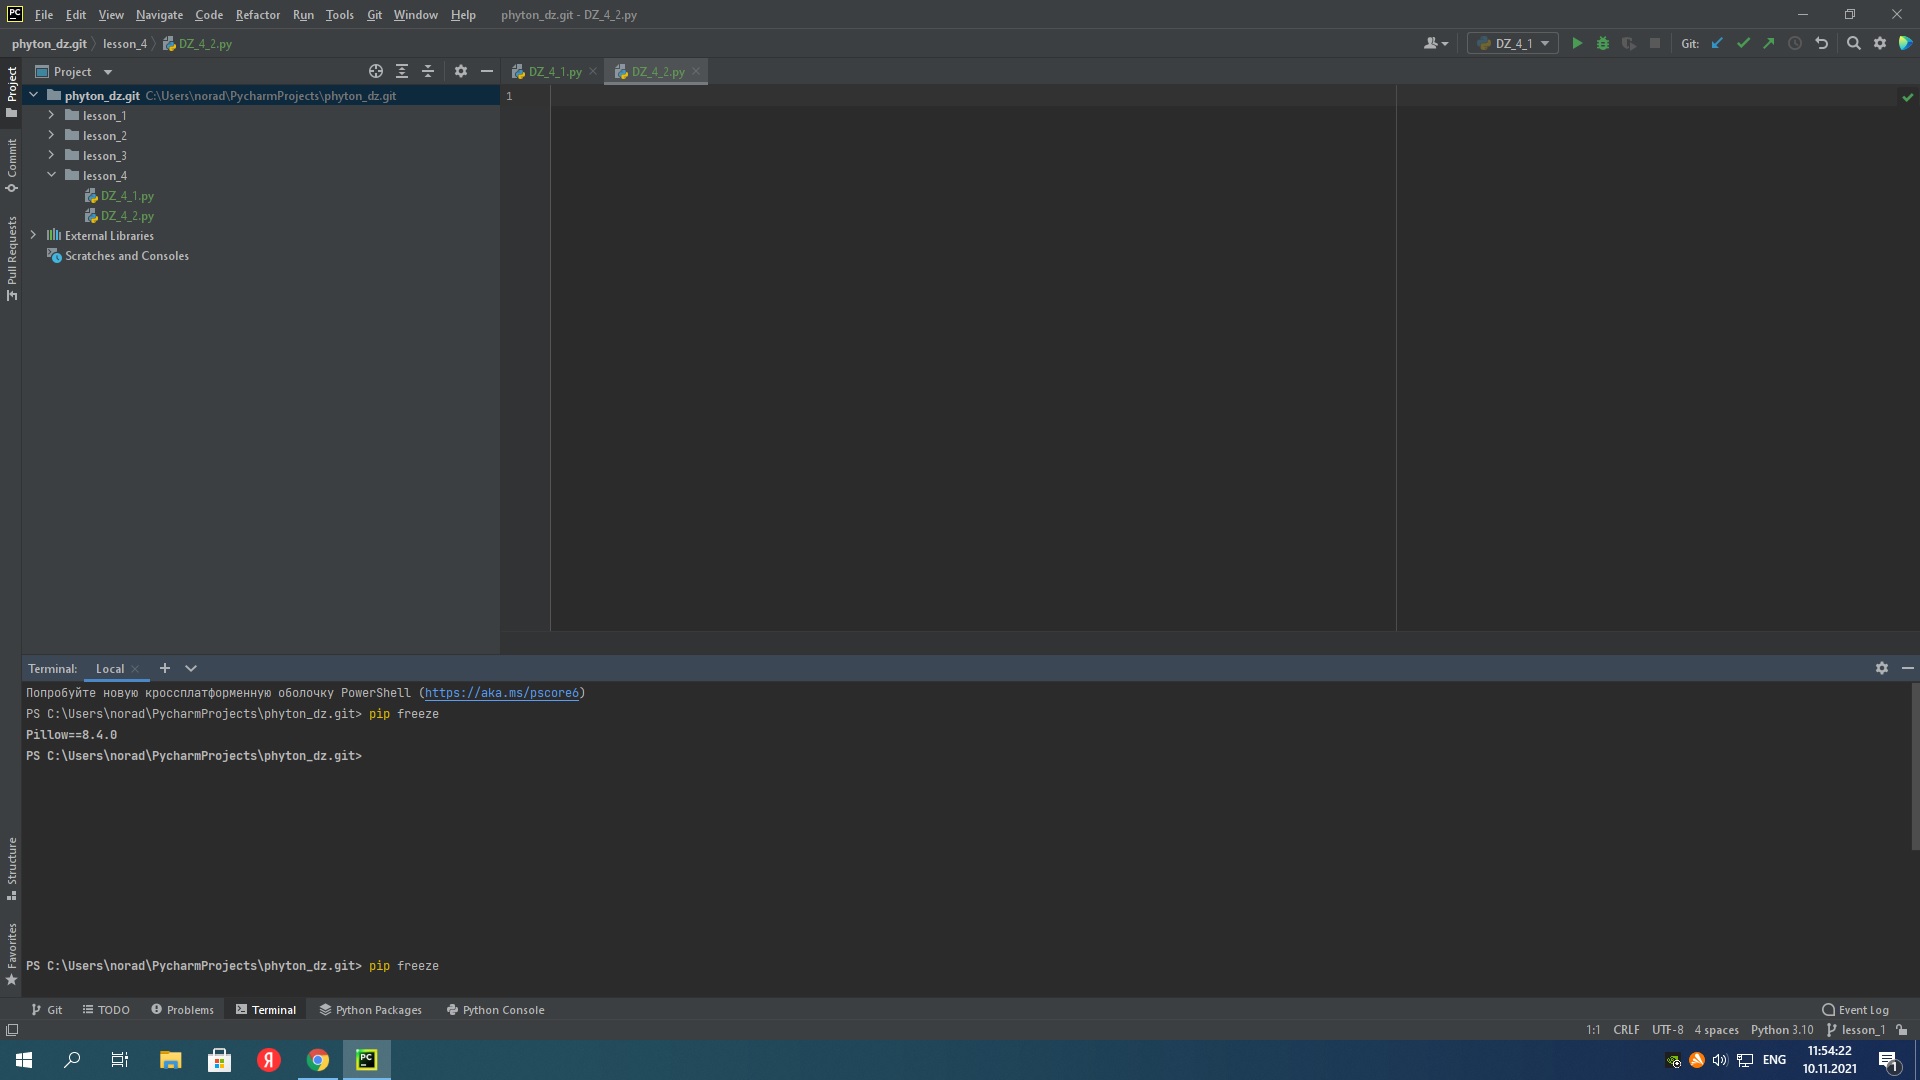 PC File Edit View Navigate Code Refactor Run Tools Git Window Help phyton_dz.git - DZ_4_2.py
phyton_dz.git lesson_4 DZ_4_2.py DZ_4_1 Git:
Project DZ_4_1.py DZ_4_2.py
phyton_dz.git C:\Users\norad\PycharmProjects\phyton_dz.git
1
lesson_1
lesson_2
lesson_3
lesson_4
DZ_4_1.py
DZ_4_2.py
External Libraries
Scratches and Consoles
Project
Commit
Pull Requests
Structure
Favorites
Terminal: Local
Попробуйте новую кроссплатформенную оболочку PowerShell (https://aka.ms/pscore6)
PS C:\Users\norad\PycharmProjects\phyton_dz.git> pip freeze
Pillow==8.4.0
PS C:\Users\norad\PycharmProjects\phyton_dz.git>
PS C:\Users\norad\PycharmProjects\phyton_dz.git> pip freeze
Git TODO Problems Terminal Python Packages Python Console Event Log
1:1 CRLF UTF-8 4 spaces Python 3.10 lesson_1
Я PC ENG 11:54:22
10.11.2021 1